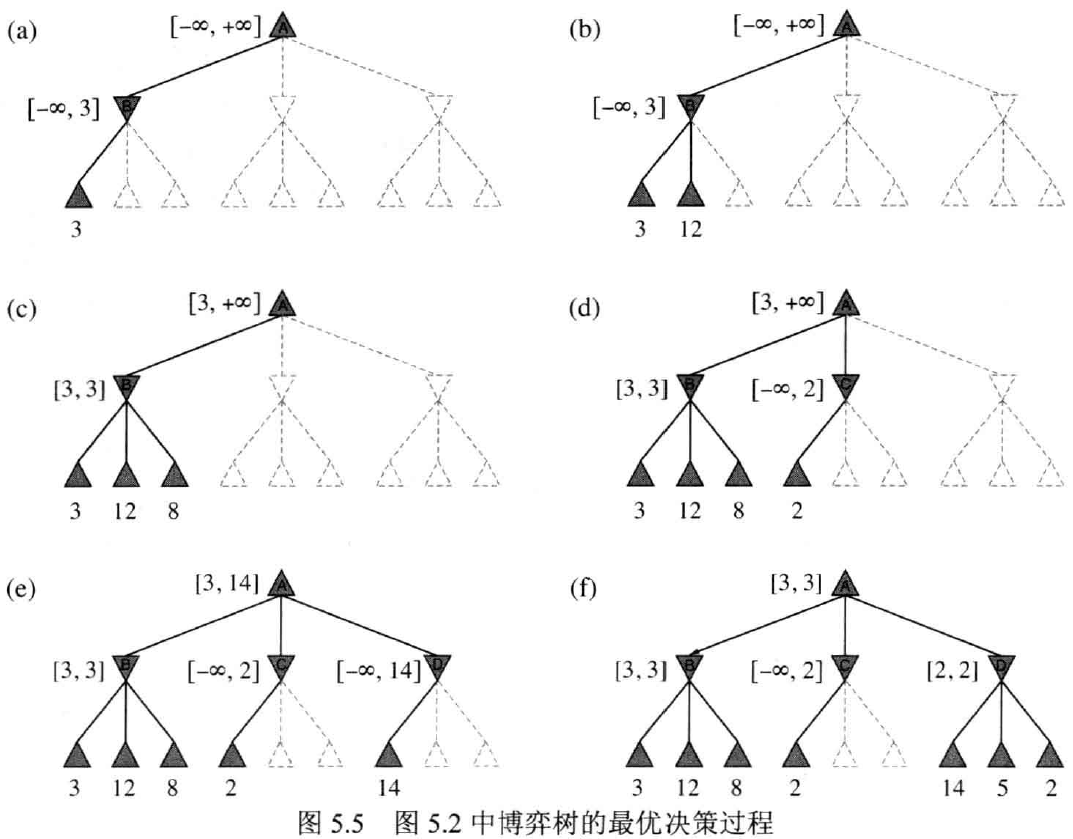 (a) [−∞, +∞] A
(b) [−∞, +∞] A
[−∞, 3] B
[−∞, 3] B
3
3 12
(c) [3, +∞] A
(d) [3, +∞] A
[3, 3] B
[3, 3] B [−∞, 2] C
3 12 8
3 12 8 2
(e) [3, 14] A
(f) [3, 3] A
[3, 3] B [−∞, 2] C [−∞, 14] D
[3, 3] B [−∞, 2] C [2, 2] D
3 12 8 2 14
3 12 8 2 14 5 2
图 5.5 图 5.2 中博弈树的最优决策过程